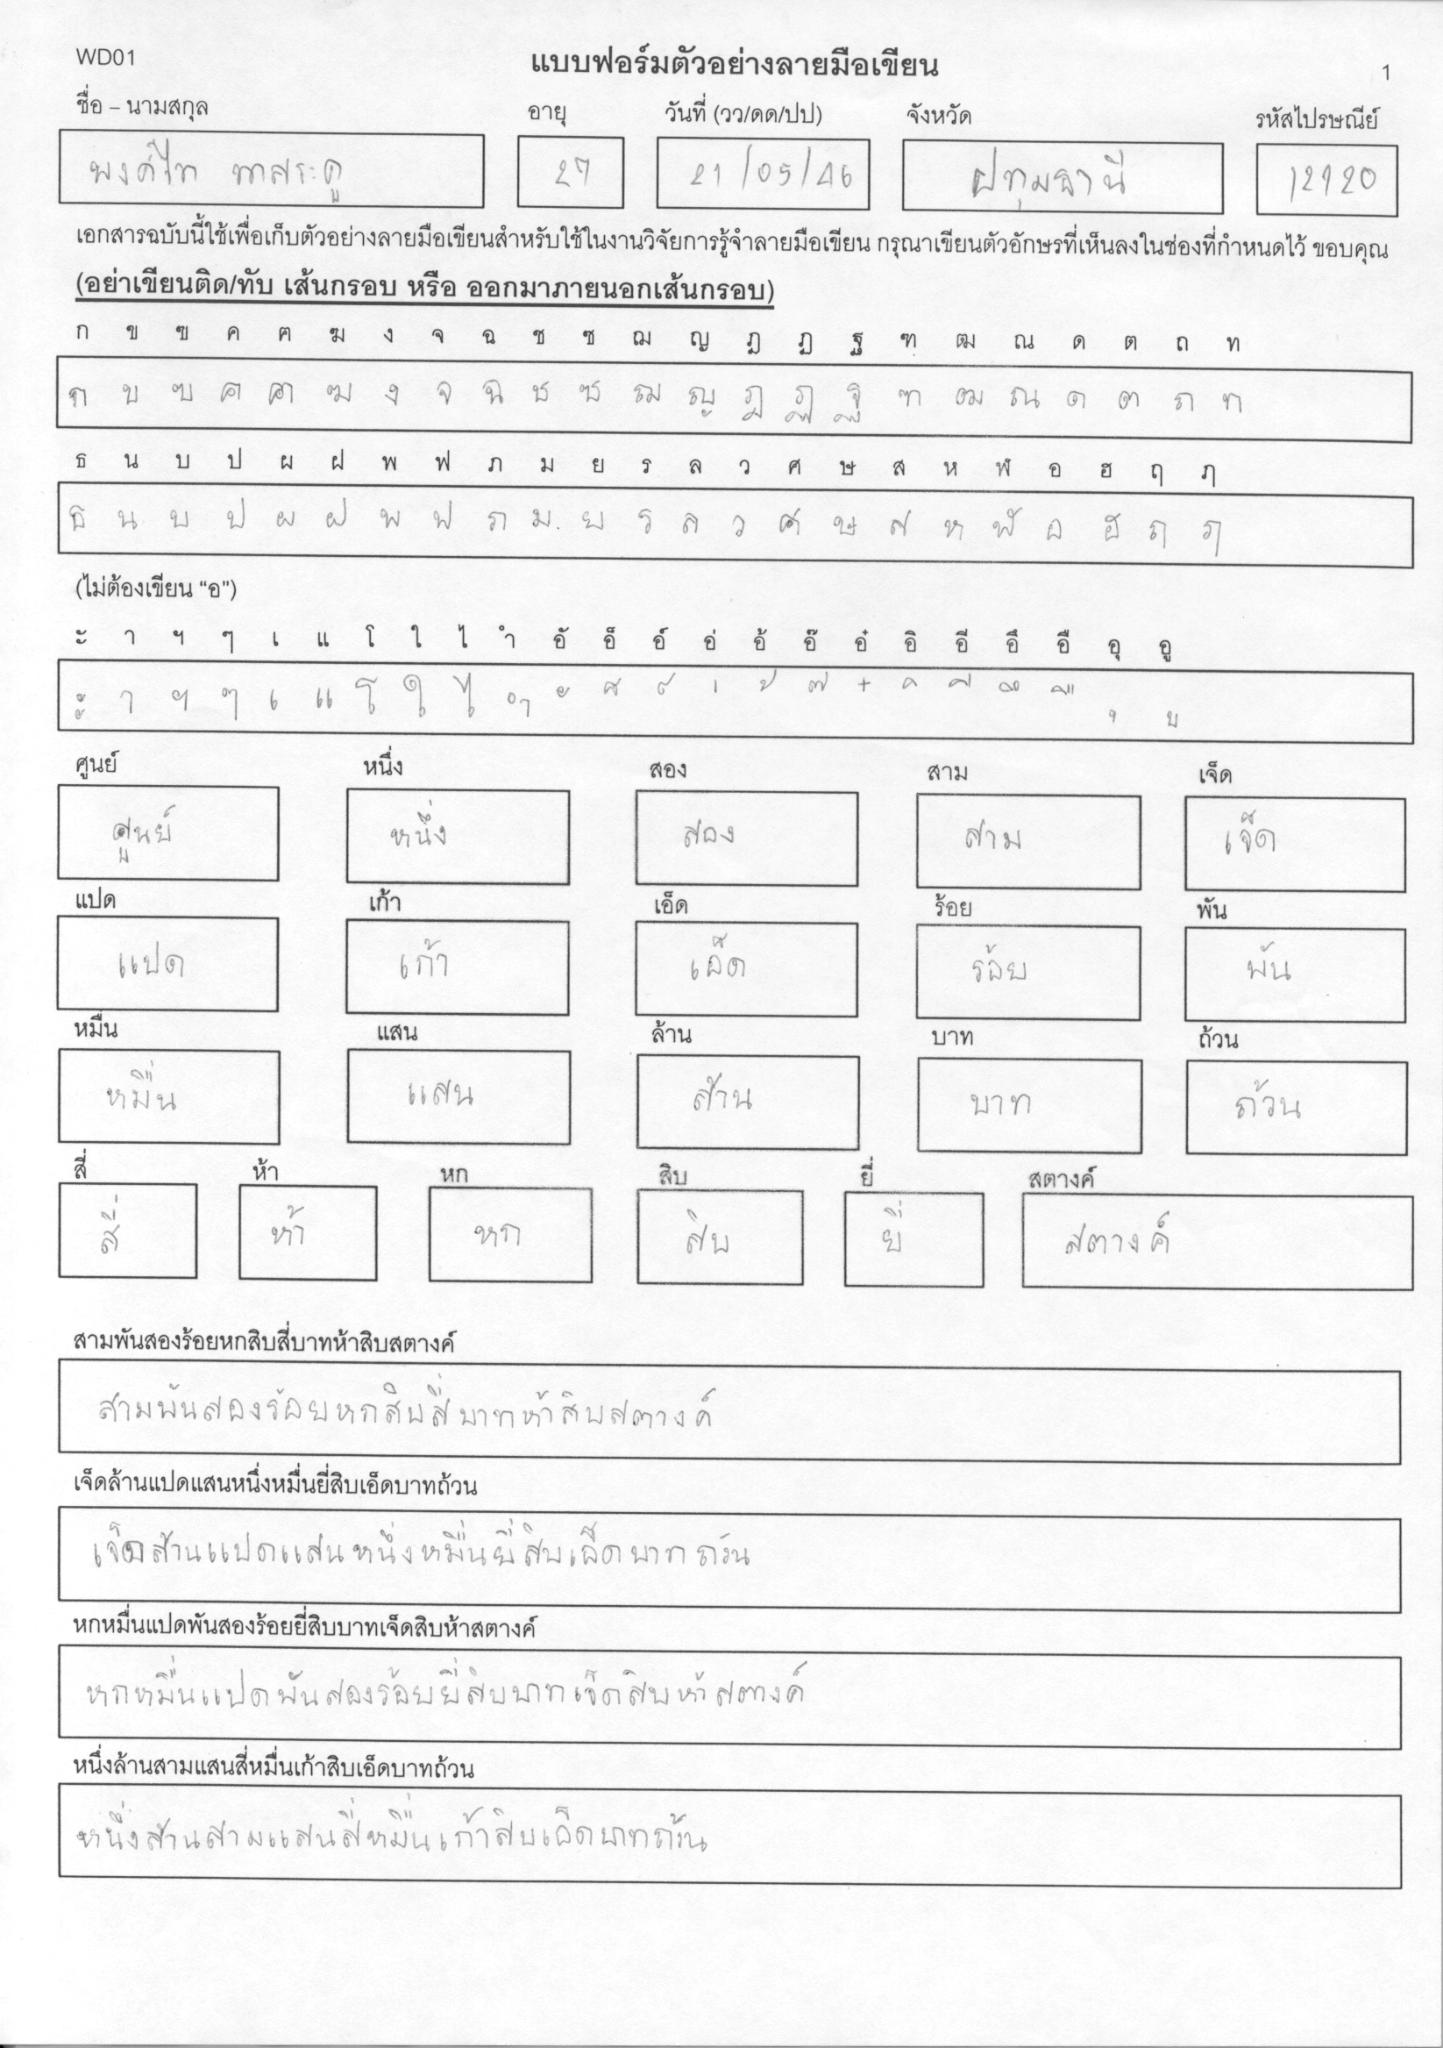 WD01
แบบฟอร์มตัวอย่างลายมือเขียน
1
ชื่อ – นามสกุล อายุ วันที่ (วว/ดด/ปป) จังหวัด รหัสไปรษณีย์
พงค์ไท ทาสระคู 27 21/05/46 ปทุมธานี 12120
เอกสารฉบับนี้ใช้เพื่อเก็บตัวอย่างลายมือเขียนสำหรับใช้ในงานวิจัยการรู้จำลายมือเขียน กรุณาเขียนตัวอักษรที่เห็นลงในช่องที่กำหนดไว้ ขอบคุณ
(อย่าเขียนติด/ทับ เส้นกรอบ หรือ ออกมาภายนอกเส้นกรอบ)
ก ข ฃ ค ฅ ฆ ง จ ฉ ช ซ ฌ ญ ฎ ฏ ฐ ฑ ฒ ณ ด ต ถ ท
ก ข ฃ ค ฅ ฆ ง จ ฉ ช ซ ฌ ญ ฎ ฏ ฐ ฑ ฒ ณ ด ต ถ ท
ธ น บ ป ผ ฝ พ ฟ ภ ม ย ร ล ว ศ ษ ส ห ฬ อ ฮ ฤ ฦ
ธ น บ ป ผ ฝ พ ฟ ภ ม. ย ร ล ว ศ ษ ส ห ฬ อ ฮ ฤ ฦ
(ไม่ต้องเขียน “อ”)
ะ า ฯ ๆ เ แ โ ใ ไ ำ อั อ็ อ์ อ่ อ้ อ๊ อ๋ อิ อี อึ อื อุ อู
ะ า ฯ ๆ เ แ โ ใ ไ ำ ั ็ ์ ่ ้ ๊ ๋ ิ ี ึ ื ุ ู
ศูนย์ หนึ่ง สอง สาม เจ็ด
ศูนย์ หนึ่ง สอง สาม เจ็ด
แปด เก้า เอ็ด ร้อย พัน
แปด เก้า เอ็ด ร้อย พัน
หมื่น แสน ล้าน บาท ถ้วน
หมื่น แสน ล้าน บาท ถ้วน
สี่ ห้า หก สิบ ยี่ สตางค์
สี่ ห้า หก สิบ ยี่ สตางค์
สามพันสองร้อยหกสิบสี่บาทห้าสิบสตางค์
สามพันสองร้อยหกสิบสี่บาทห้าสิบสตางค์
เจ็ดล้านแปดแสนหนึ่งหมื่นยี่สิบเอ็ดบาทถ้วน
เจ็ดล้านแปดแสนหนึ่งหมื่นยี่สิบเอ็ดบาทถ้วน
หกหมื่นแปดพันสองร้อยยี่สิบบาทเจ็ดสิบห้าสตางค์
หกหมื่นแปดพันสองร้อยยี่สิบบาทเจ็ดสิบห้าสตางค์
หนึ่งล้านสามแสนสี่หมื่นเก้าสิบเอ็ดบาทถ้วน
หนึ่งล้านสามแสนสี่หมื่นเก้าสิบเอ็ดบาทถ้วน